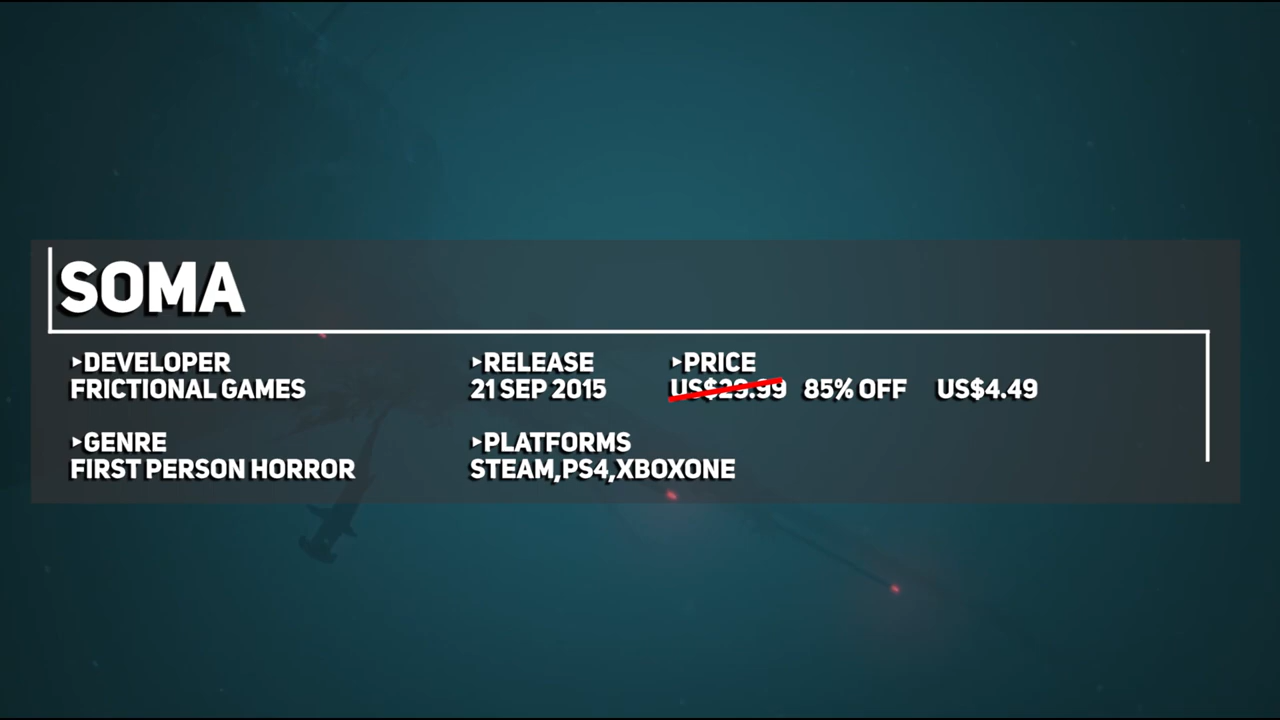 SOMA
▸DEVELOPER
FRICTIONAL GAMES
▸RELEASE
21 SEP 2015
▸PRICE
US$29.99 85% OFF US$4.49
▸GENRE
FIRST PERSON HORROR
▸PLATFORMS
STEAM,PS4,XBOXONE